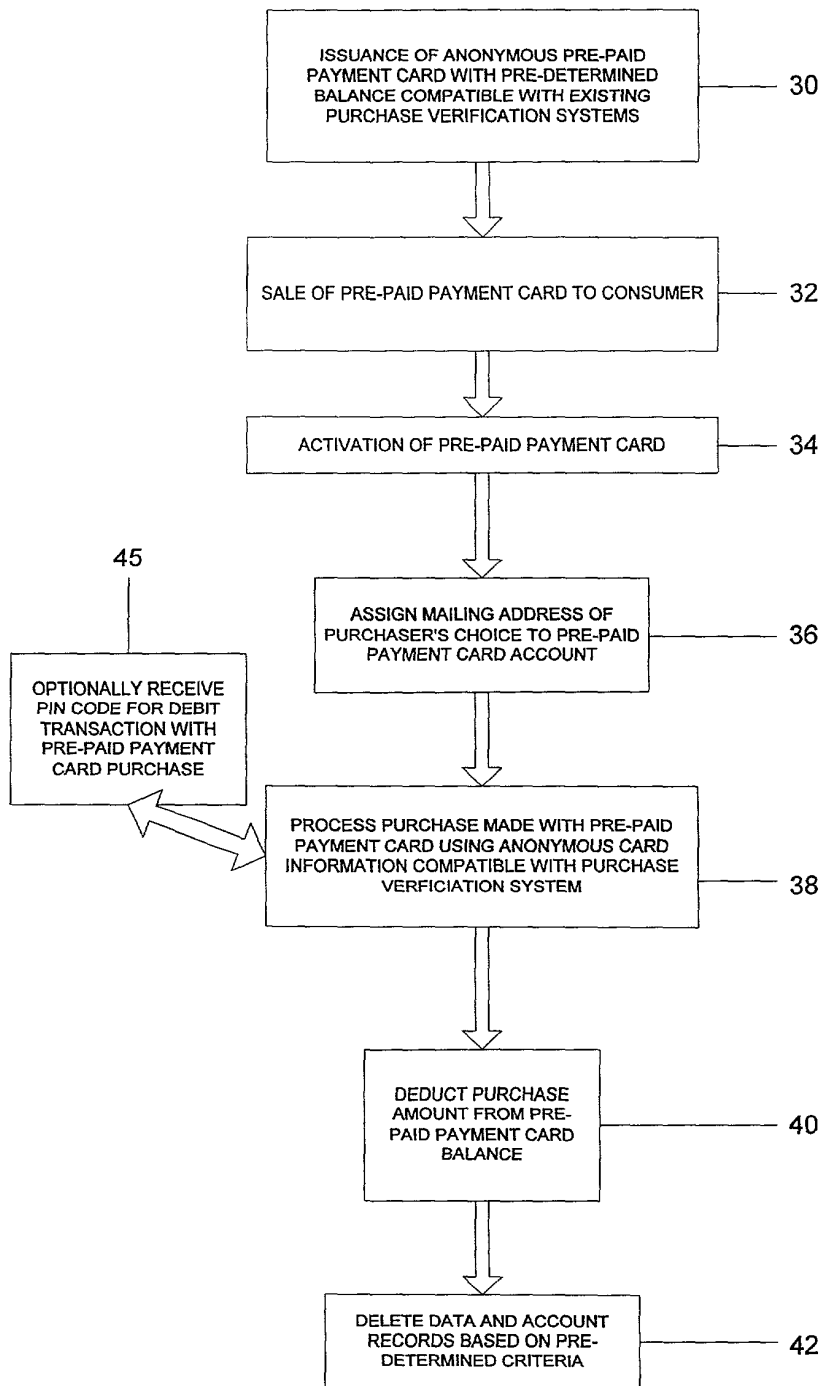 ISSUANCE OF ANONYMOUS PRE-PAID
PAYMENT CARD WITH PRE-DETERMINED
BALANCE COMPATIBLE WITH EXISTING
PURCHASE VERIFICATION SYSTEMS
30
SALE OF PRE-PAID PAYMENT CARD TO CONSUMER
32
ACTIVATION OF PRE-PAID PAYMENT CARD
34
ASSIGN MAILING ADDRESS OF
PURCHASER'S CHOICE TO PRE-PAID
PAYMENT CARD ACCOUNT
36
45
OPTIONALLY RECEIVE
PIN CODE FOR DEBIT
TRANSACTION WITH
PRE-PAID PAYMENT
CARD PURCHASE
PROCESS PURCHASE MADE WITH PRE-PAID
PAYMENT CARD USING ANONYMOUS CARD
INFORMATION COMPATIBLE WITH PURCHASE
VERFICIATION SYSTEM
38
DEDUCT PURCHASE
AMOUNT FROM PRE-
PAID PAYMENT CARD
BALANCE
40
DELETE DATA AND ACCOUNT
RECORDS BASED ON PRE-
DETERMINED CRITERIA
42